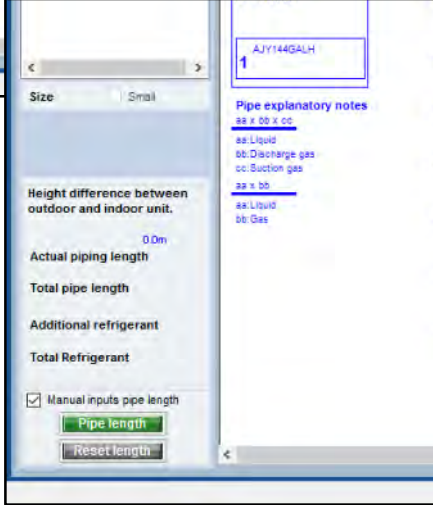 Size Small
Height difference between
outdoor and indoor unit.
0.0m
Actual piping length
Total pipe length
Additional refrigerant
Total Refrigerant
Manual inputs pipe length
Pipe length
Reset length
AJY144GALH
1
Pipe explanatory notes
aa x bb x cc
aa:Liquid
bb:Discharge gas
cc:Suction gas
aa x bb
aa:Liquid
bb:Gas